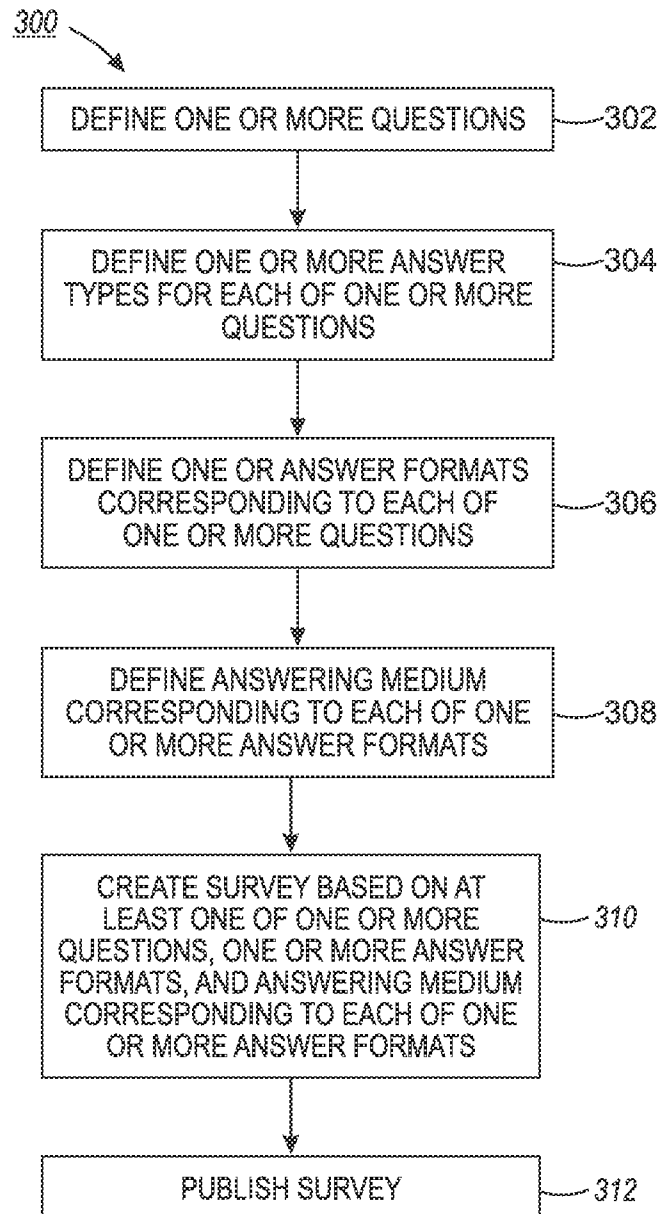 300
DEFINE ONE OR MORE QUESTIONS
302
DEFINE ONE OR MORE ANSWER
TYPES FOR EACH OF ONE OR MORE
QUESTIONS
304
DEFINE ONE OR ANSWER FORMATS
CORRESPONDING TO EACH OF
ONE OR MORE QUESTIONS
306
DEFINE ANSWERING MEDIUM
CORRESPONDING TO EACH OF ONE
OR MORE ANSWER FORMATS
308
CREATE SURVEY BASED ON AT
LEAST ONE OF ONE OR MORE
QUESTIONS, ONE OR MORE ANSWER
FORMATS, AND ANSWERING MEDIUM
CORRESPONDING TO EACH OF ONE
OR MORE ANSWER FORMATS
310
PUBLISH SURVEY
312